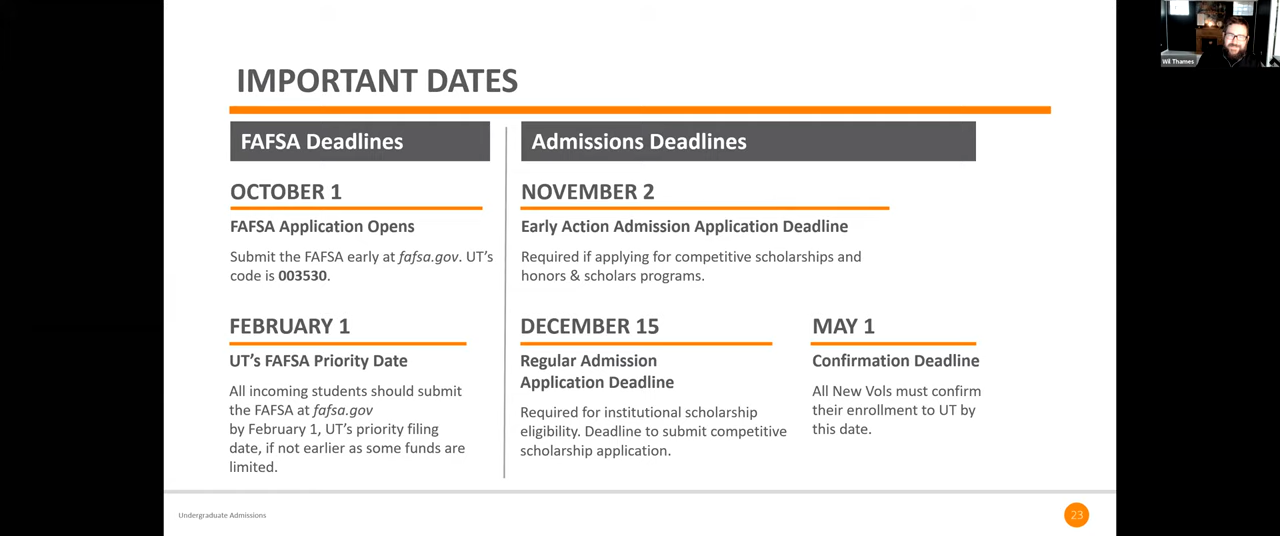 IMPORTANT DATES
FAFSA Deadlines
OCTOBER 1
FAFSA Application Opens
Submit the FAFSA early at fafsa.gov. UT's
code is 003530.
FEBRUARY 1
UT's FAFSA Priority Date
All incoming students should submit
the FAFSA at fafsa.gov
by February 1, UT's priority filing
date, if not earlier as some funds are
limited.
Admissions Deadlines
NOVEMBER 2
Early Action Admission Application Deadline
Required if applying for competitive scholarships and
honors & scholars programs.
DECEMBER 15
Regular Admission
Application Deadline
Required for institutional scholarship
eligibility. Deadline to submit competitive
scholarship application.
MAY 1
Confirmation Deadline
All New Vols must confirm
their enrollment to UT by
this date.
Undergraduate Admissions
23
Wil Thames